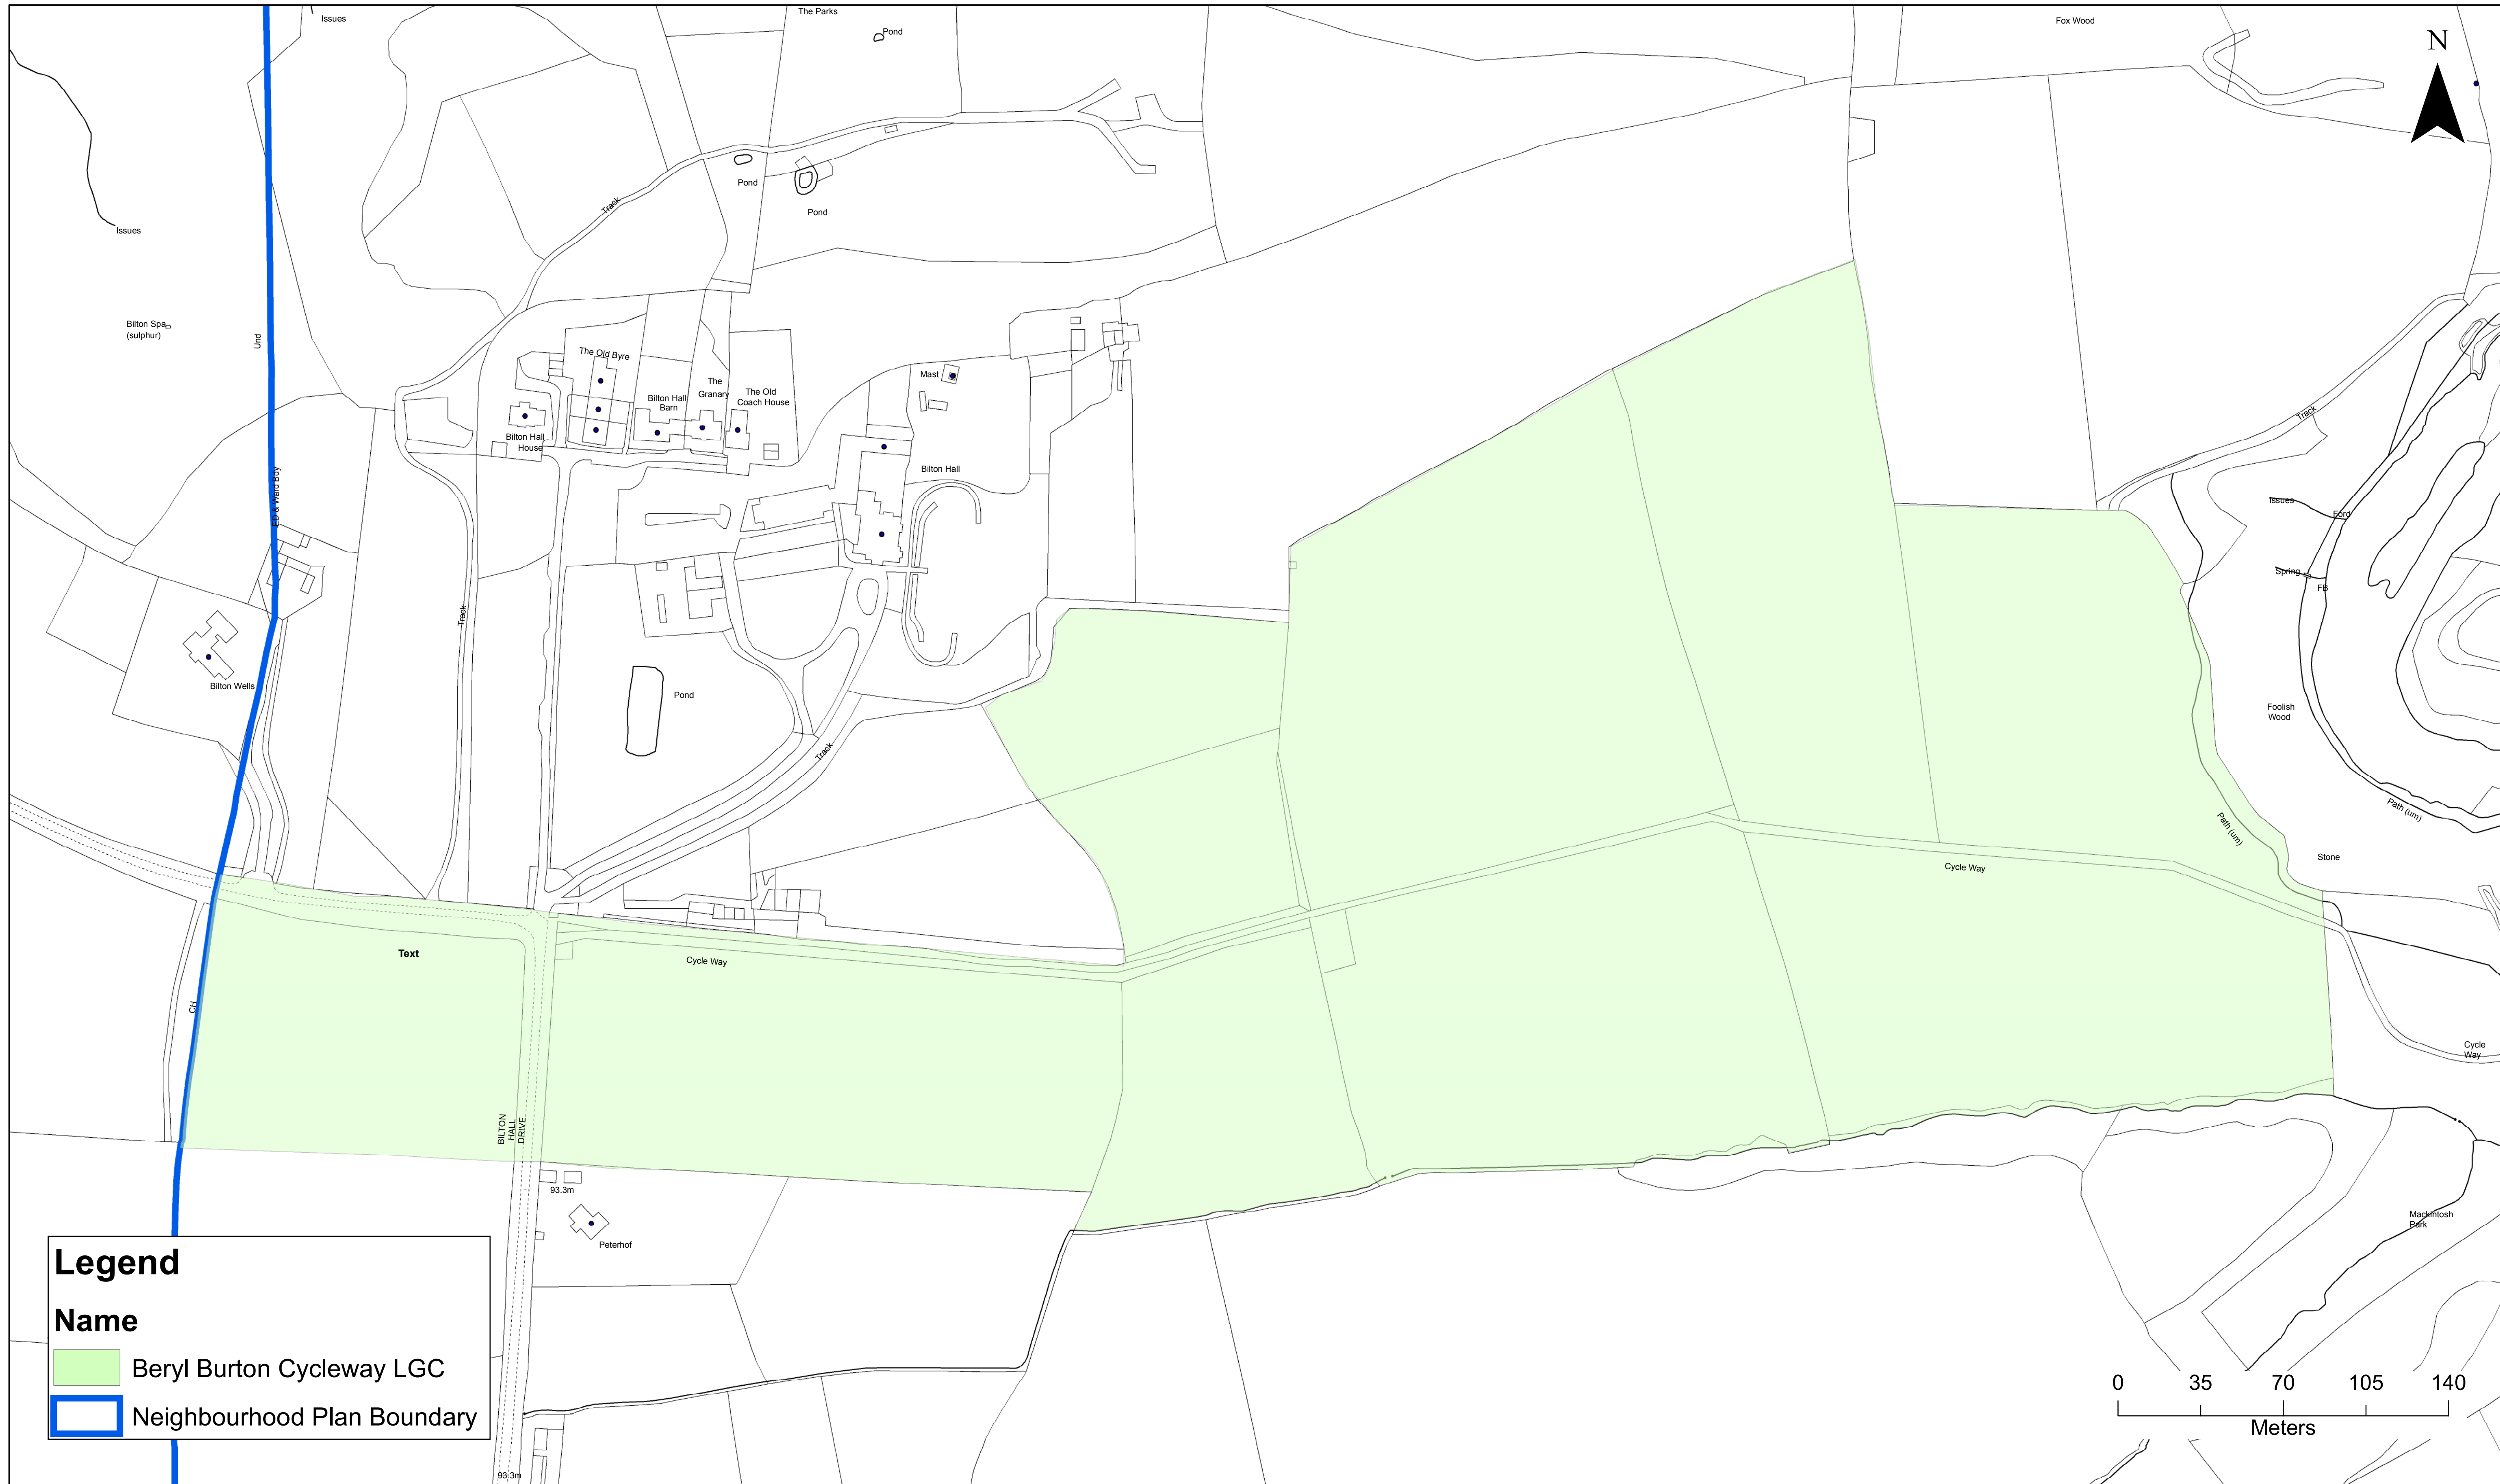 Issues
The Parks
Pond
Fox Wood
N
Pond
Track
Pond
Issues
Bilton Spa
(sulphur)
Und
The Old Byre
Mast
The
Granary
The Old
Coach House
Bilton Hall
Barn
Bilton Hall
House
Bilton Hall
Track
ED & Ward Bdy
Issues
Ford
Spring
FB
Track
Bilton Wells
Pond
Track
Foolish
Wood
Path (um)
Path (um)
Stone
Cycle Way
Text
Cycle Way
CH
Cycle
Way
BILTON
HALL
DRIVE
93.3m
Peterhof
Mackintosh
Park
Legend
Name
Beryl Burton Cycleway LGC
Neighbourhood Plan Boundary
0 35 70 105 140
Meters
93.3m